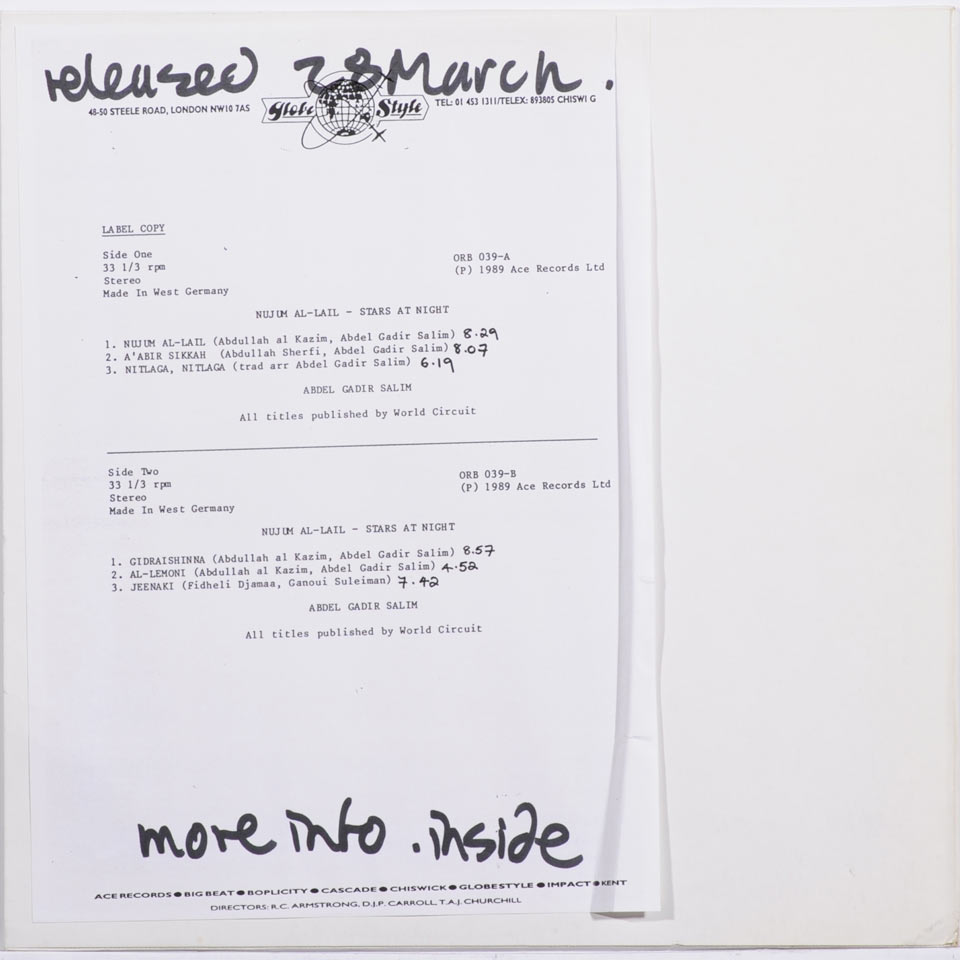 released 28 March.
48-50 STEELE ROAD, LONDON NW10 7AS
Globe Style
TEL: 01 453 1311/TELEX: 893805 CHISWI G
LABEL COPY
Side One
ORB 039-A
33 1/3 rpm
(P) 1989 Ace Records Ltd
Stereo
Made In West Germany
NUJUM AL-LAIL - STARS AT NIGHT
1. NUJUM AL-LAIL (Abdullah al Kazim, Abdel Gadir Salim) 8.29
2. A'ABIR SIKKAH (Abdullah Sherfi, Abdel Gadir Salim) 8.07
3. NITLAGA, NITLAGA (trad arr Abdel Gadir Salim) 6.19
ABDEL GADIR SALIM
All titles published by World Circuit
Side Two
ORB 039-B
33 1/3 rpm
(P) 1989 Ace Records Ltd
Stereo
Made In West Germany
NUJUM AL-LAIL - STARS AT NIGHT
1. GIDRAISHINNA (Abdullah al Kazim, Abdel Gadir Salim) 8.57
2. AL-LEMONI (Abdullah al Kazim, Abdel Gadir Salim) 4.52
3. JEENAKI (Fidheli Djamaa, Ganoui Suleiman) 7.42
ABDEL GADIR SALIM
All titles published by World Circuit
more info .inside
ACE RECORDS●BIG BEAT●BOPLICITY●CASCADE●CHISWICK●GLOBESTYLE●IMPACT●KENT
DIRECTORS: R.C. ARMSTRONG, D.J.P. CARROLL, T.A.J. CHURCHILL